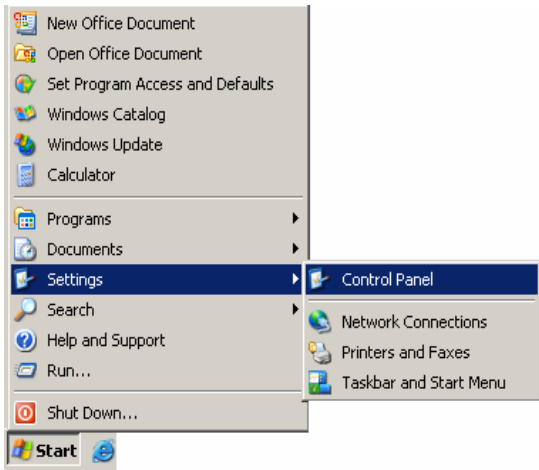 New Office Document
Open Office Document
Set Program Access and Defaults
Windows Catalog
Windows Update
Calculator
Programs
Documents
Settings
Search
Help and Support
Run...
Shut Down...
Start
Control Panel
Network Connections
Printers and Faxes
Taskbar and Start Menu